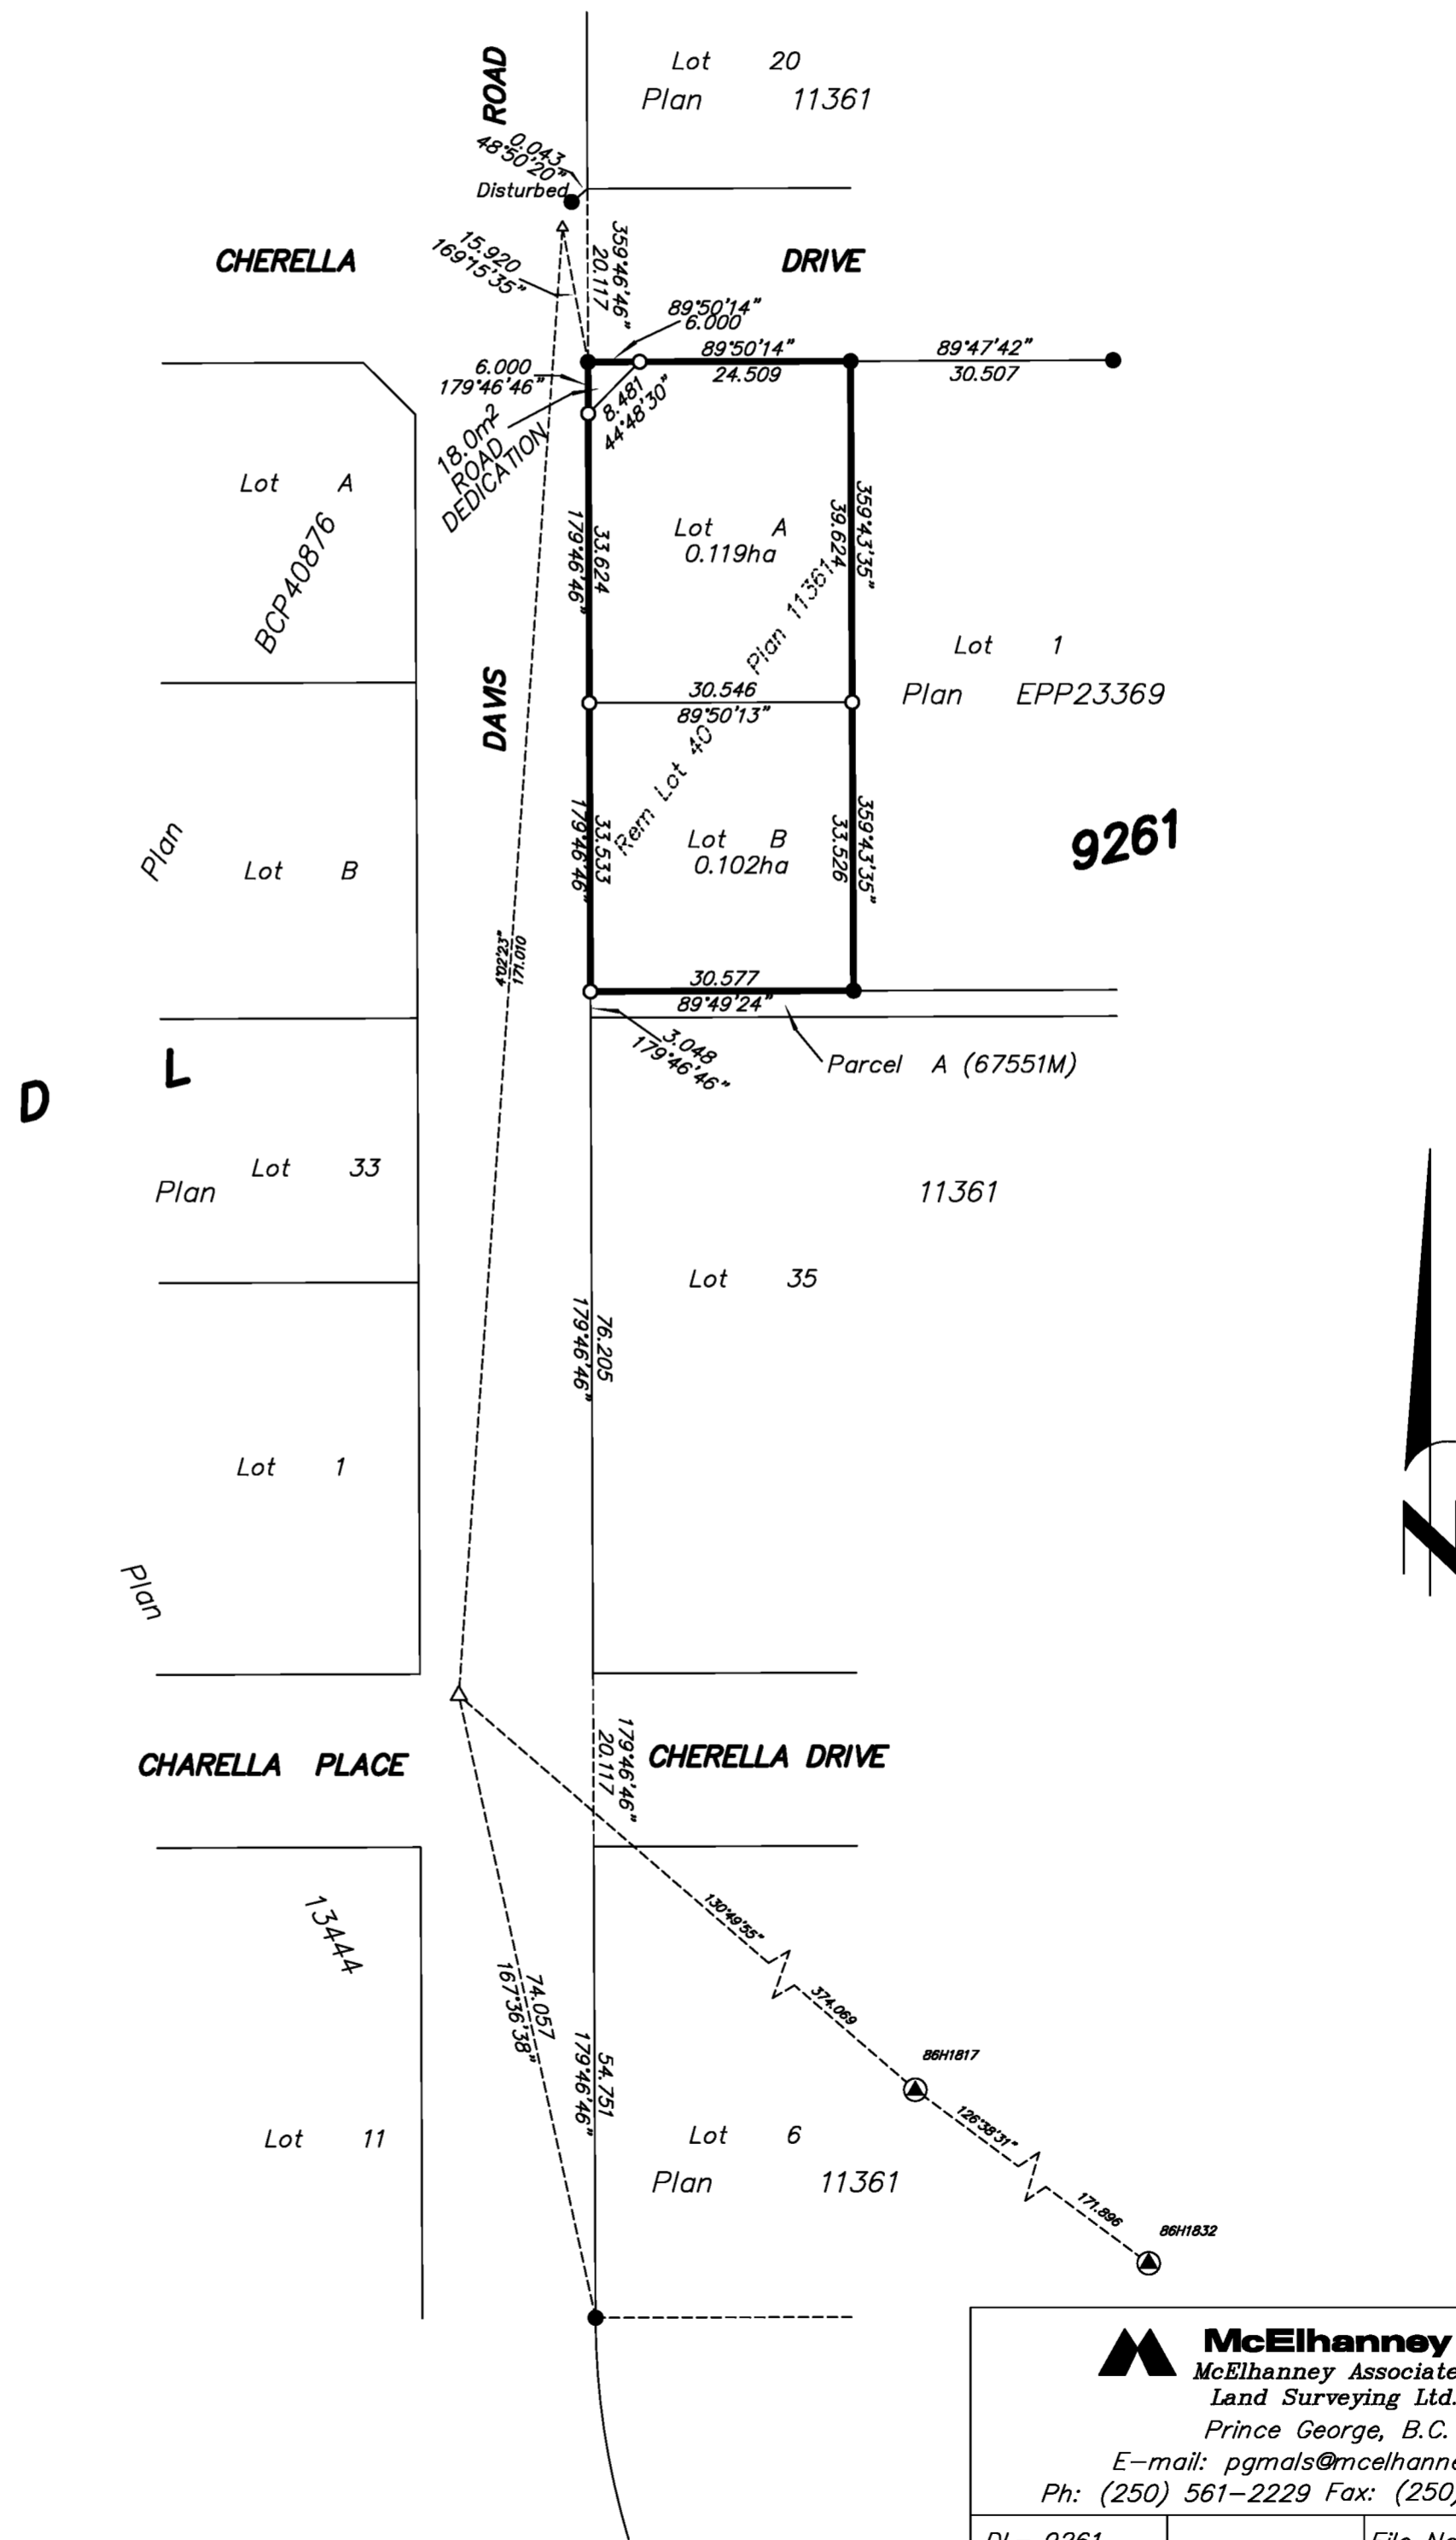 Lot 20
Plan 11361
ROAD
0.043
48°50'20"
Disturbed
CHERELLA
DRIVE
15.920
169°15'35"
359°46'46"
20.117
89°50'14"
6.000
89°50'14"
24.509
89°47'42"
30.507
6.000
179°46'46"
8.481
44°48'30"
18.0m²
ROAD
DEDICATION
Lot A
BCP40876
Lot A
0.119ha
33.624
179°46'46"
359°43'35"
39.624
Rem Lot 40 Plan 11361
Lot 1
Plan EPP23369
DAVIS
30.546
89°50'13"
9261
Plan
Lot B
33.533
179°46'46"
Lot B
0.102ha
359°43'35"
33.526
4°02'23"
171.010
30.577
89°49'24"
3.048
179°46'46"
Parcel A (67551M)
D L
Lot 33
Plan
11361
Lot 35
76.205
179°46'46"
Lot 1
Plan
N
CHARELLA PLACE
179°46'46"
20.117
CHERELLA DRIVE
13444
130°49'55"
374.069
74.057
167°36'38"
54.751
179°46'46"
86H1817
126°38'31"
171.896
86H1832
Lot 11
Lot 6
Plan 11361
McElhanney
McElhanney Associate
Land Surveying Ltd.
Prince George, B.C.
E-mail: pgmals@mcelhanne
Ph: (250) 561-2229 Fax: (250)
9261
File No